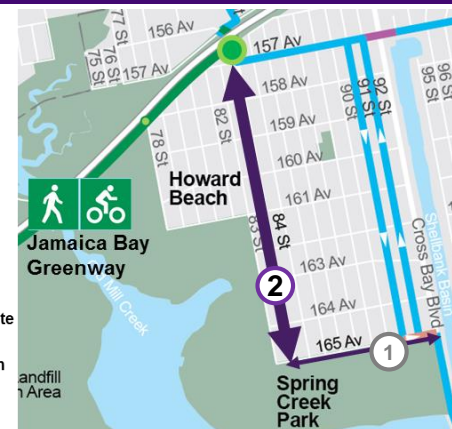 77 St
156 Av
75 St
76 St
157 Av
157 Av
158 Av
90 St
91 St
92 St
95 St
96 St
78 St
82 St
159 Av
160 Av
Howard
Beach
161 Av
83 St
84 St
Jamaica Bay
Greenway
Mill Creek
163 Av
Cross Bay Blvd
Shellbank Basin
2
164 Av
165 Av
1
te
n
andfill
n Area
Spring
Creek
Park